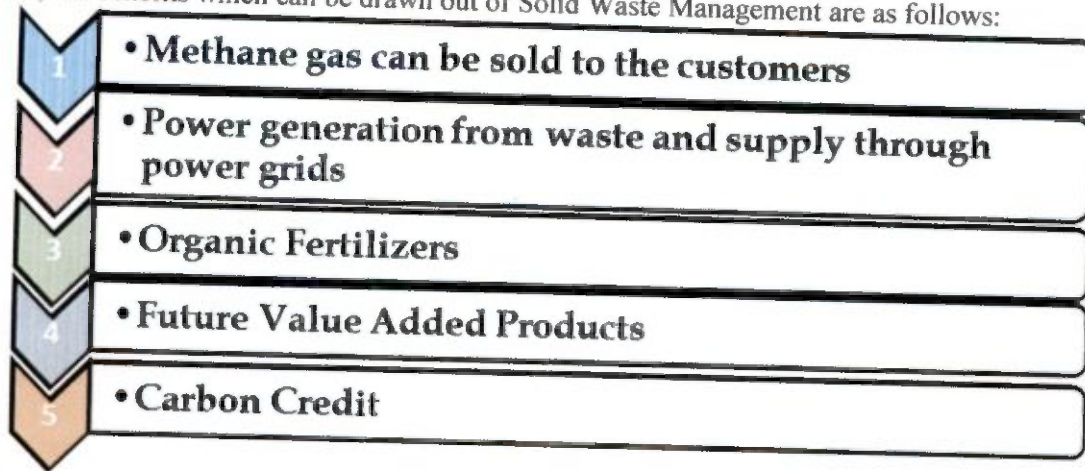 which can be drawn out of Solid Waste Management are as follows:
1
• Methane gas can be sold to the customers
2
• Power generation from waste and supply through
power grids
3
• Organic Fertilizers
4
• Future Value Added Products
5
• Carbon Credit